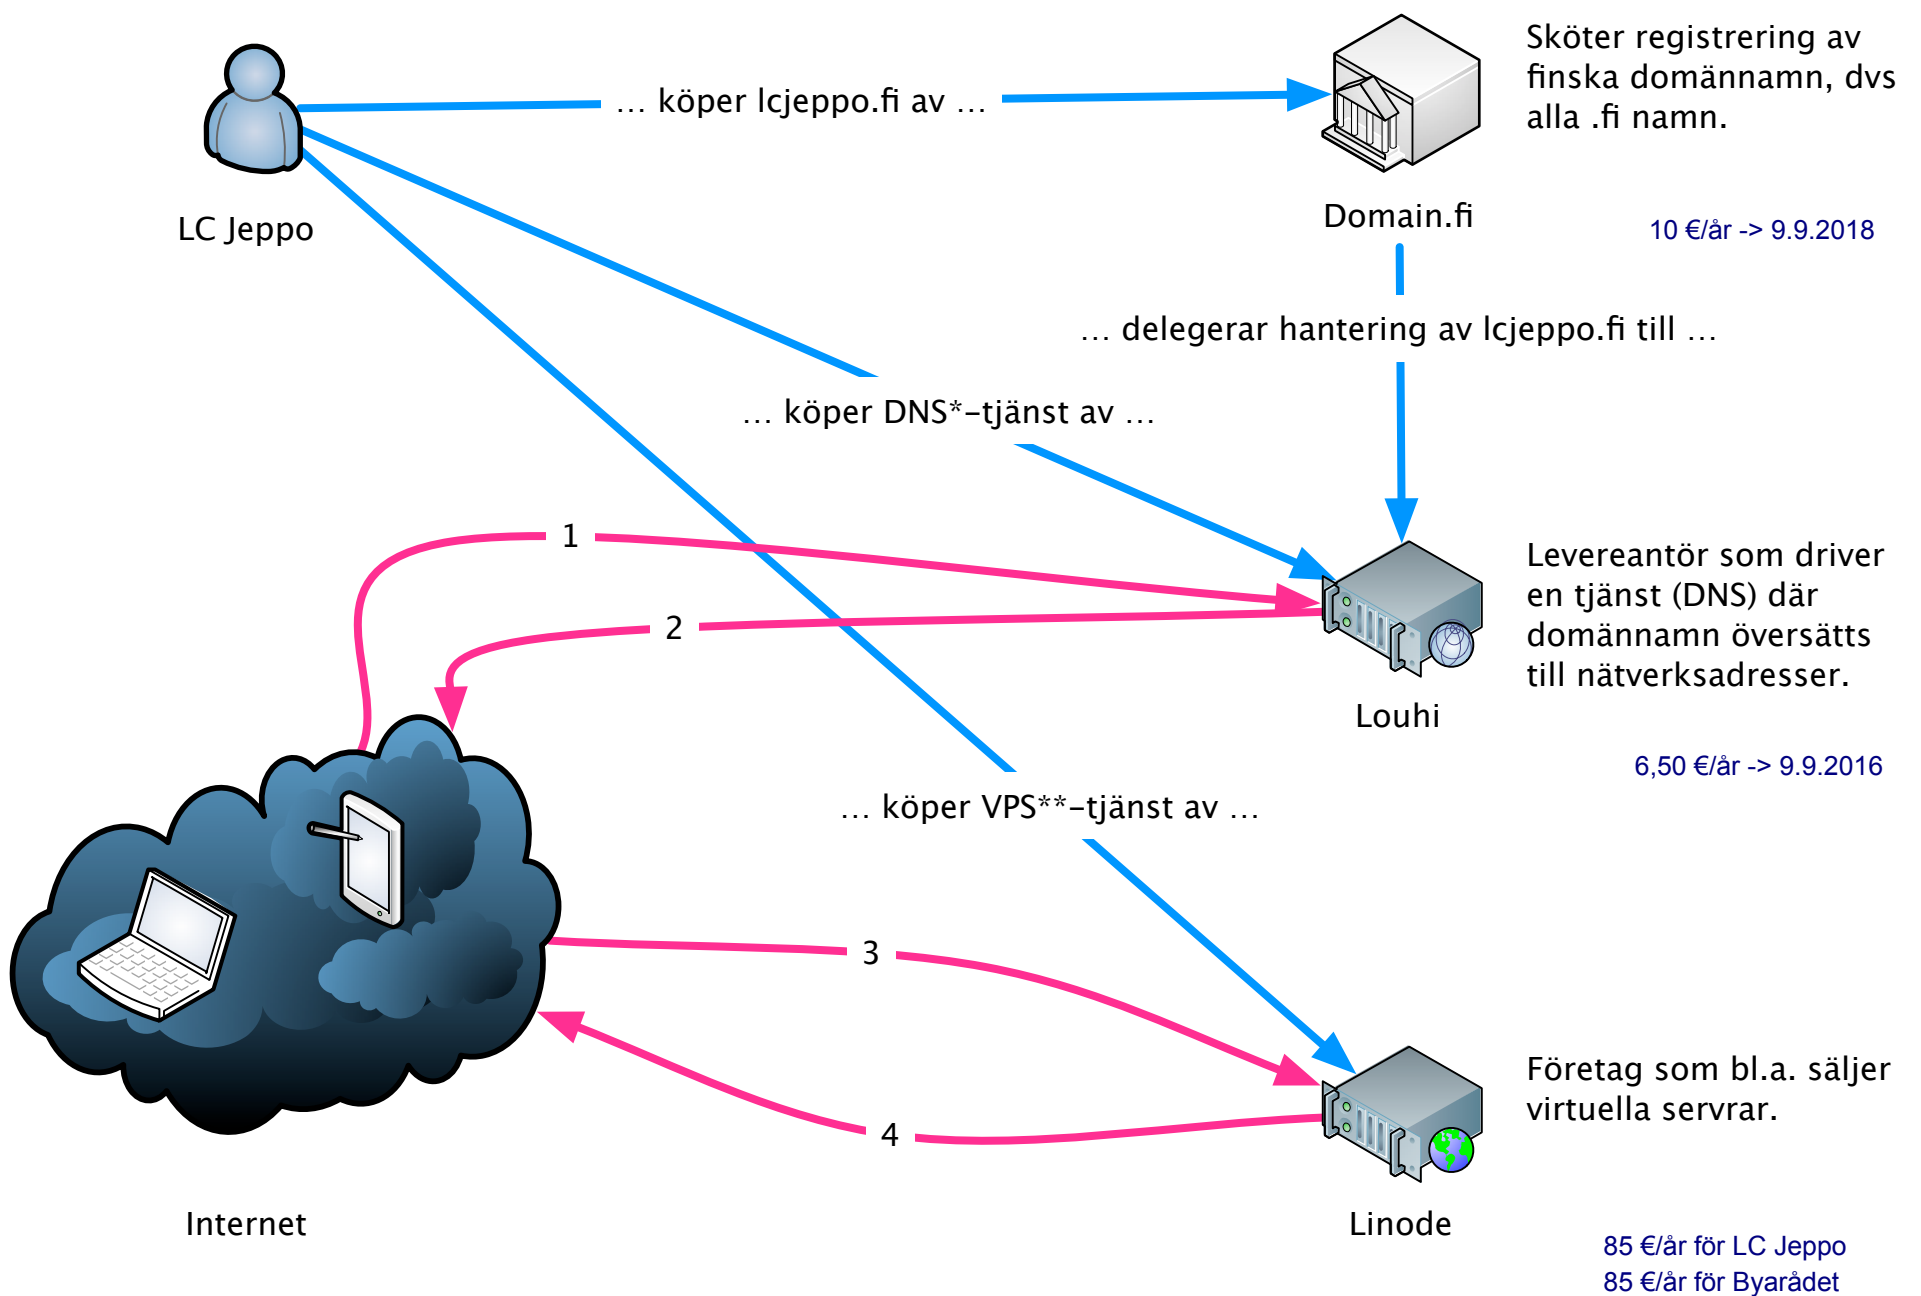 Sköter registrering av
finska domännamn, dvs
alla .fi namn.
… köper lcjeppo.fi av …
LC Jeppo
Domain.fi
10 €/år -> 9.9.2018
… delegerar hantering av lcjeppo.fi till …
… köper DNS*-tjänst av …
1
2
Levereantör som driver
en tjänst (DNS) där
domännamn översätts
till nätverksadresser.
Louhi
6,50 €/år -> 9.9.2016
… köper VPS**-tjänst av …
3
4
Företag som bl.a. säljer
virtuella servrar.
Internet
Linode
85 €/år för LC Jeppo
85 €/år för Byarådet